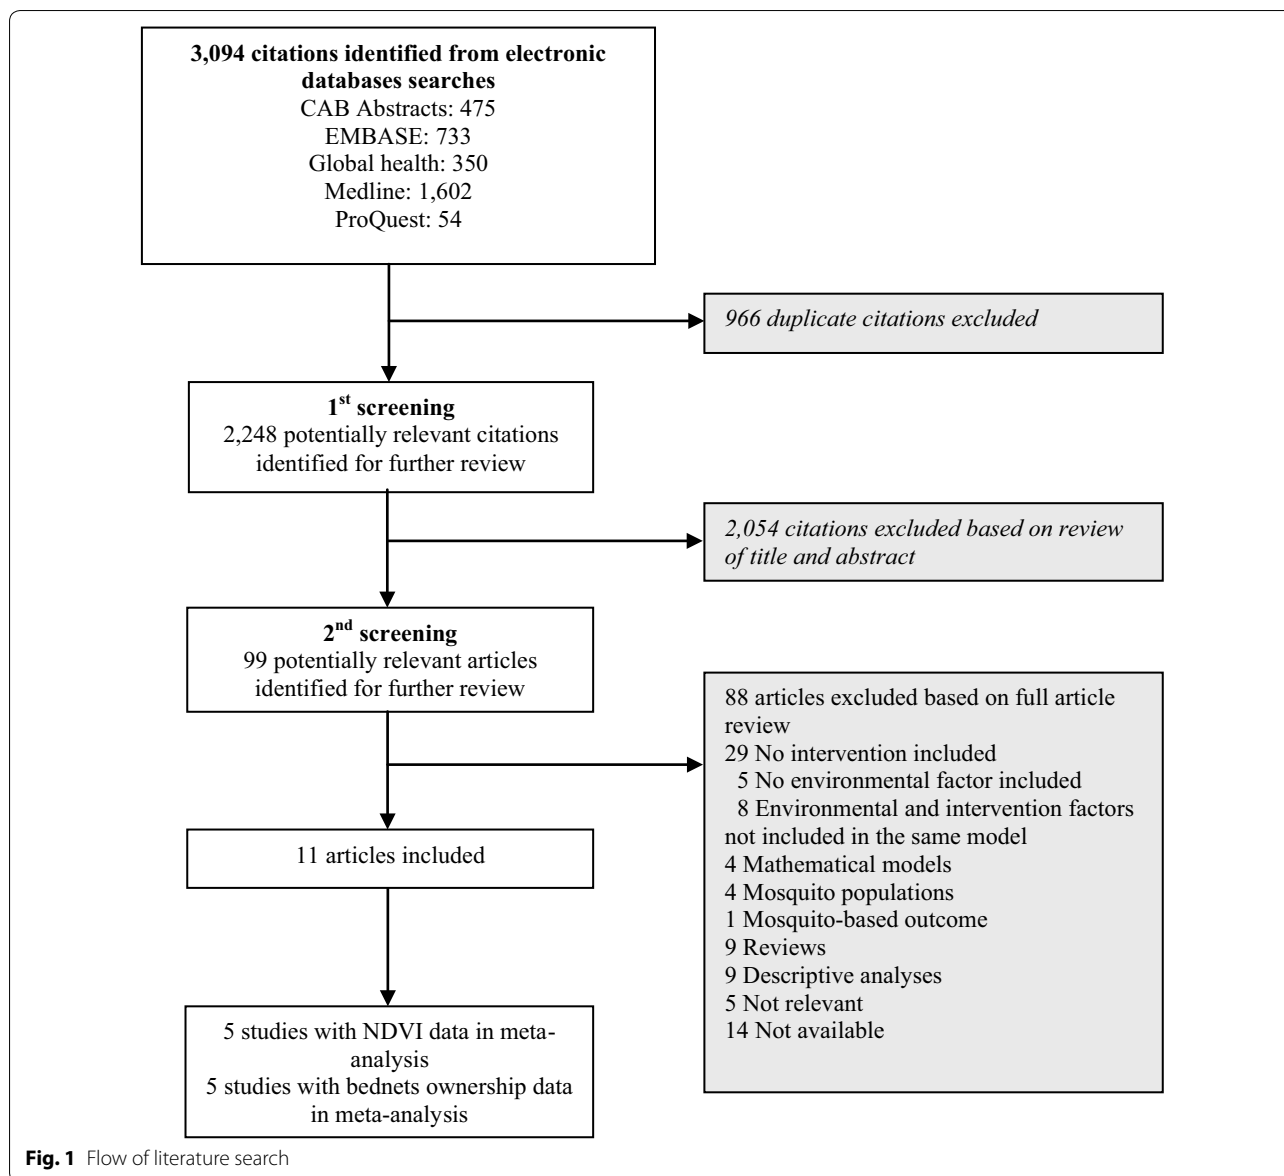 3,094 citations identified from electronic
databases searches
CAB Abstracts: 475
EMBASE: 733
Global health: 350
Medline: 1,602
ProQuest: 54
966 duplicate citations excluded
1st screening
2,248 potentially relevant citations
identified for further review
2,054 citations excluded based on review
of title and abstract
2nd screening
99 potentially relevant articles
identified for further review
88 articles excluded based on full article
review
29 No intervention included
5 No environmental factor included
8 Environmental and intervention factors
not included in the same model
4 Mathematical models
4 Mosquito populations
1 Mosquito-based outcome
9 Reviews
9 Descriptive analyses
5 Not relevant
14 Not available
11 articles included
5 studies with NDVI data in meta-
analysis
5 studies with bednets ownership data
in meta-analysis
Fig. 1 Flow of literature search